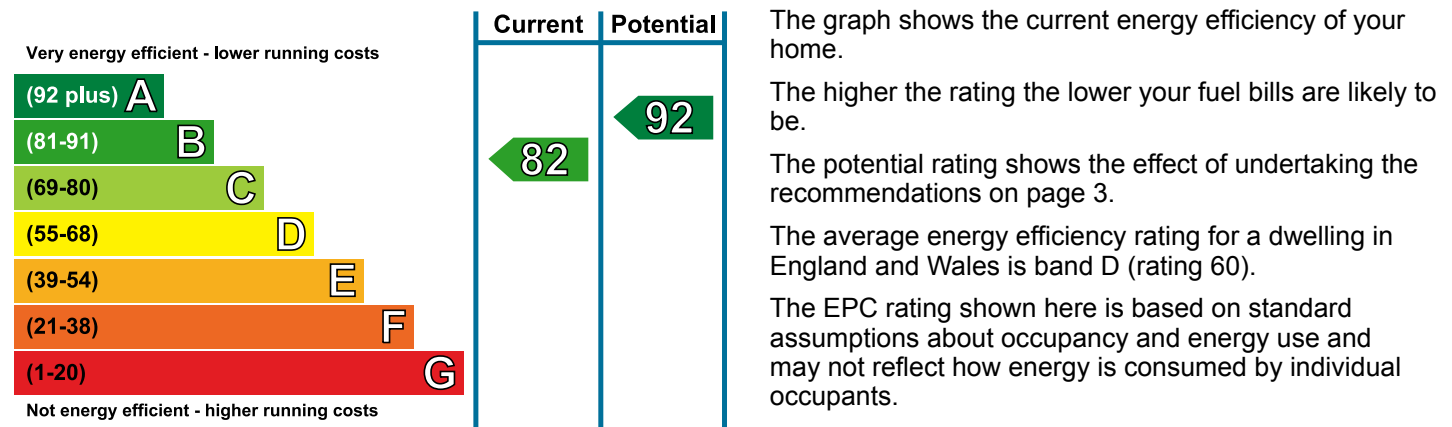 Current Potential
Very energy efficient - lower running costs
(92 plus) A
(81-91) B
(69-80) C
(55-68) D
(39-54) E
(21-38) F
(1-20) G
Not energy efficient - higher running costs
82
92
The graph shows the current energy efficiency of your
home.
The higher the rating the lower your fuel bills are likely to
be.
The potential rating shows the effect of undertaking the
recommendations on page 3.
The average energy efficiency rating for a dwelling in
England and Wales is band D (rating 60).
The EPC rating shown here is based on standard
assumptions about occupancy and energy use and
may not reflect how energy is consumed by individual
occupants.